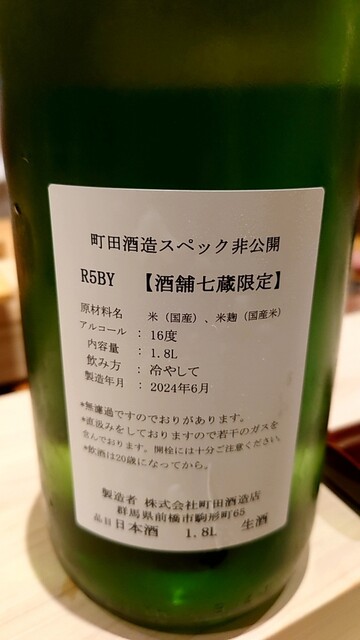 町田酒造スペック非公開
R5BY 【酒舗七蔵限定】
原材料名 米（国産）、米麹（国産米）
アルコール : 16度
内容量 : 1.8L
飲み方 : 冷やして
製造年月 : 2024年6月
*無濾過ですのでおりがあります。
*直汲みをしておりますので若干のガスを
含んでおります。開栓には十分ご注意ください。
*飲酒は20歳になってから。
製造者 株式会社町田酒造店
群馬県前橋市駒形町65
品目 日本酒 1.8L 生酒